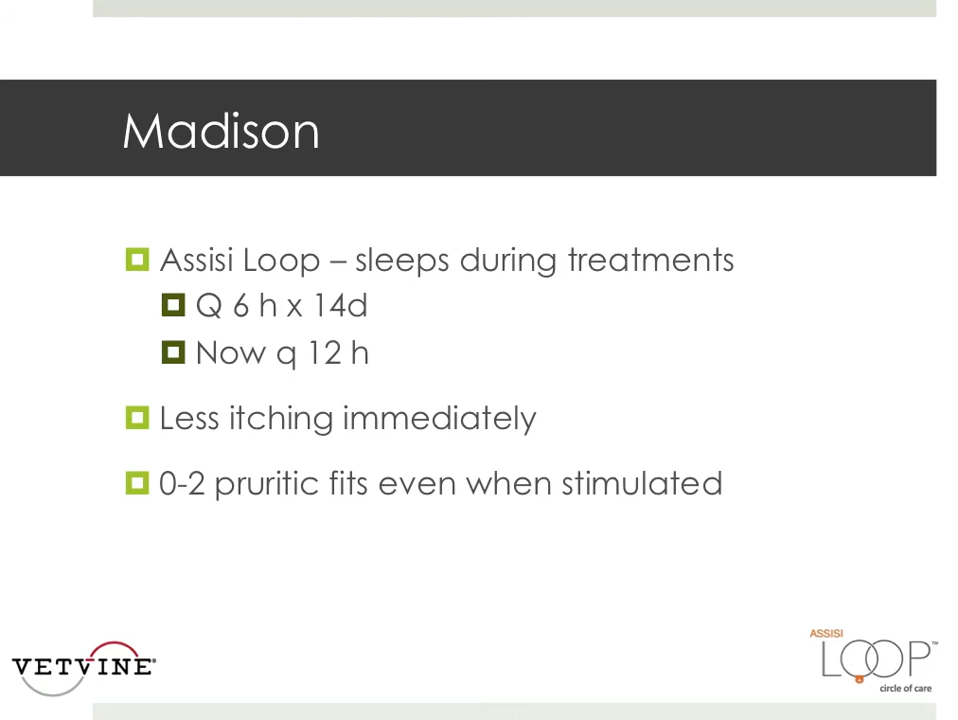 Madison
Assisi Loop – sleeps during treatments
Q 6 h x 14d
Now q 12 h
Less itching immediately
0-2 pruritic fits even when stimulated
VETVINE®
ASSISI
LOOP™
circle of care